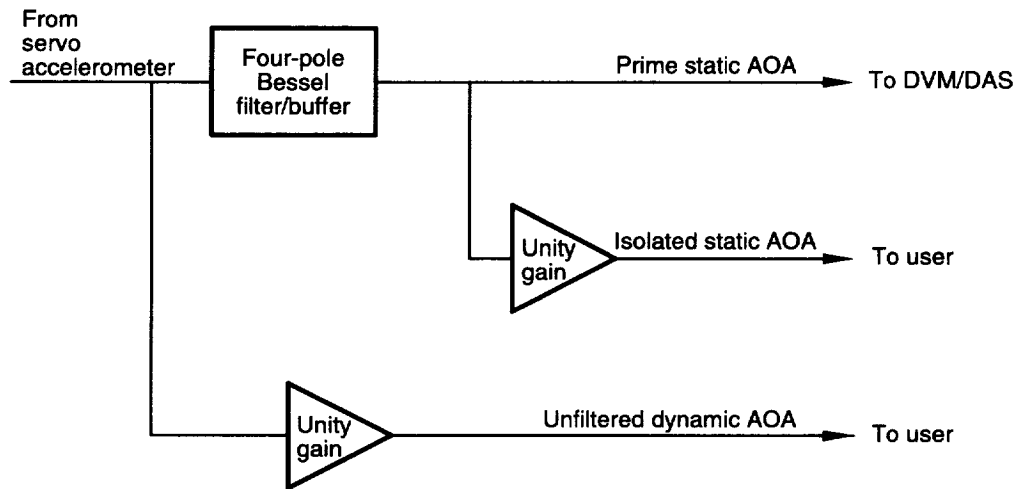 From
servo
accelerometer
Four-pole
Bessel
filter/buffer
Prime static AOA
To DVM/DAS
Unity
gain
Isolated static AOA
To user
Unity
gain
Unfiltered dynamic AOA
To user